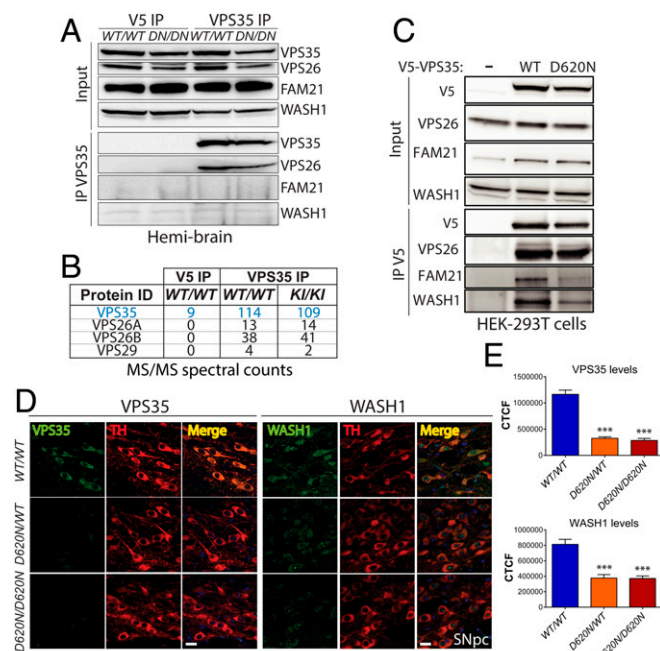 A
V5 IP VPS35 IP
WT/WT DN/DN WT/WT DN/DN
Input
VPS35
VPS26
FAM21
WASH1
IP VPS35
VPS35
VPS26
FAM21
WASH1
Hemi-brain
B
V5 IP VPS35 IP
Protein ID WT/WT WT/WT KI/KI
VPS35 9 114 109
VPS26A 0 13 14
VPS26B 0 38 41
VPS29 0 4 2
MS/MS spectral counts
C
V5-VPS35: – WT D620N
Input
V5
VPS26
FAM21
WASH1
IP V5
V5
VPS26
FAM21
WASH1
HEK-293T cells
D
VPS35 WASH1
VPS35 TH Merge WASH1 TH Merge
WT/WT
D620N/WT
D620N/D620N
SNpc
E
VPS35 levels
CTCF
1500000
1000000
500000
0
*** ***
WT/WT D620N/WT D620N/D620N
WASH1 levels
CTCF
1000000
800000
600000
400000
200000
0
*** ***
WT/WT D620N/WT D620N/D620N